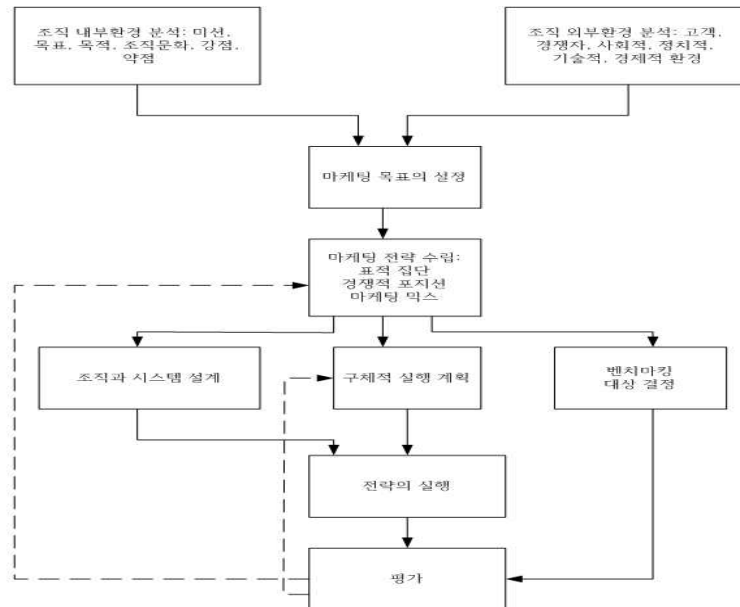 조직 내부환경 분석: 미션,
목표, 목적, 조직문화, 강점,
약점
조직 외부환경 분석: 고객,
경쟁자, 사회적, 정치적,
기술적, 경제적 환경
마케팅 목표의 설정
마케팅 전략 수립:
표적 집단
경쟁적 포지션
마케팅 믹스
조직과 시스템 설계
구체적 실행 계획
벤치마킹
대상 결정
전략의 실행
평가